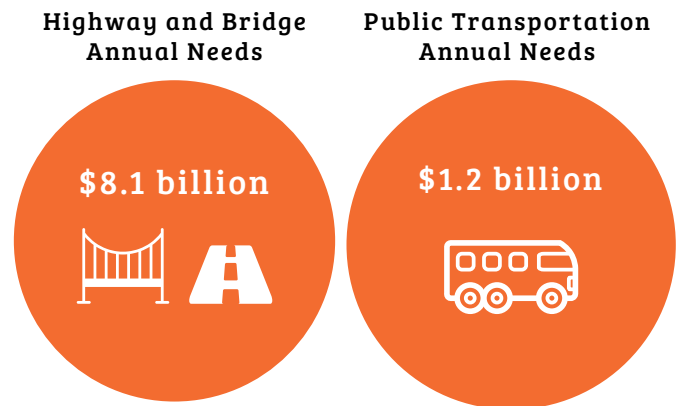 Highway and Bridge
Annual Needs
$8.1 billion
Public Transportation
Annual Needs
$1.2 billion